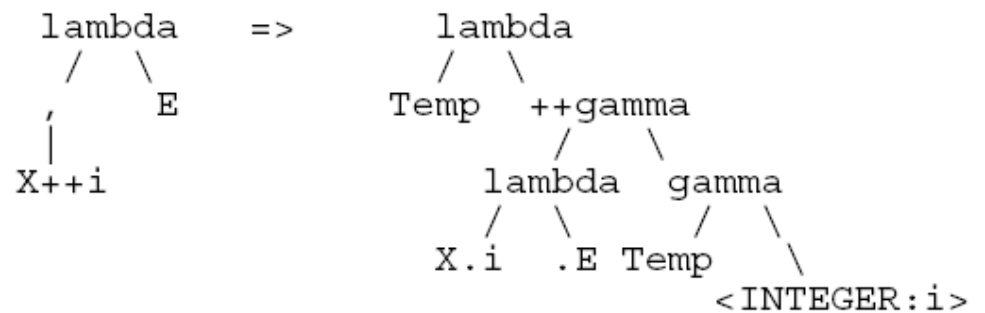 lambda => lambda
/ \ / \
, E Temp ++gamma
| / \
X++i lambda gamma
/ \ / \
X.i .E Temp \
<INTEGER:i>